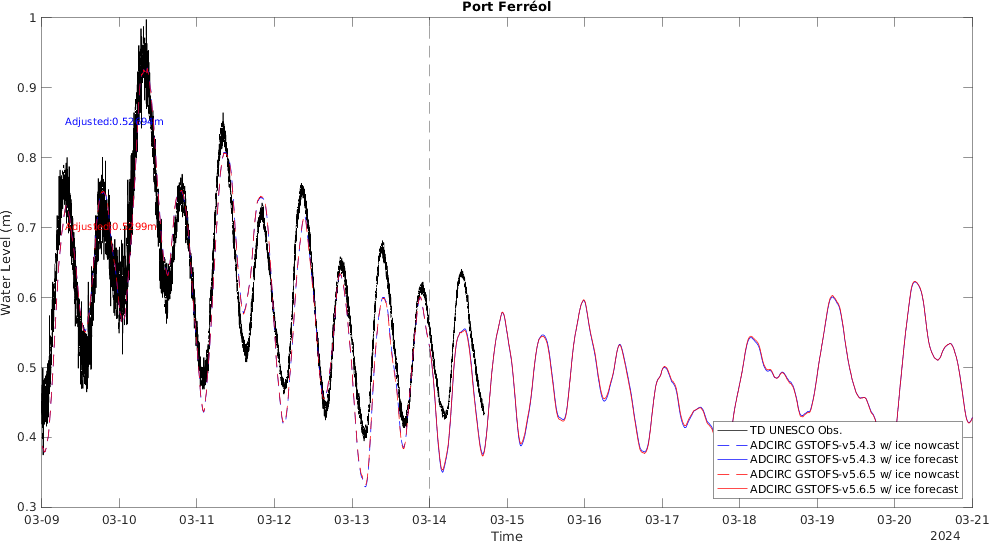 Port Ferréol
Water Level (m)
1
0.9
0.8
0.7
0.6
0.5
0.4
0.3
Adjusted:0.52494m
TD UNESCO Obs.
ADCIRC GSTOFS-v5.4.3 w/ ice nowcast
ADCIRC GSTOFS-v5.4.3 w/ ice forecast
ADCIRC GSTOFS-v5.6.5 w/ ice nowcast
ADCIRC GSTOFS-v5.6.5 w/ ice forecast
03-09 03-10 03-11 03-12 03-13 03-14 03-15 03-16 03-17 03-18 03-19 03-20 03-21
Time
2024